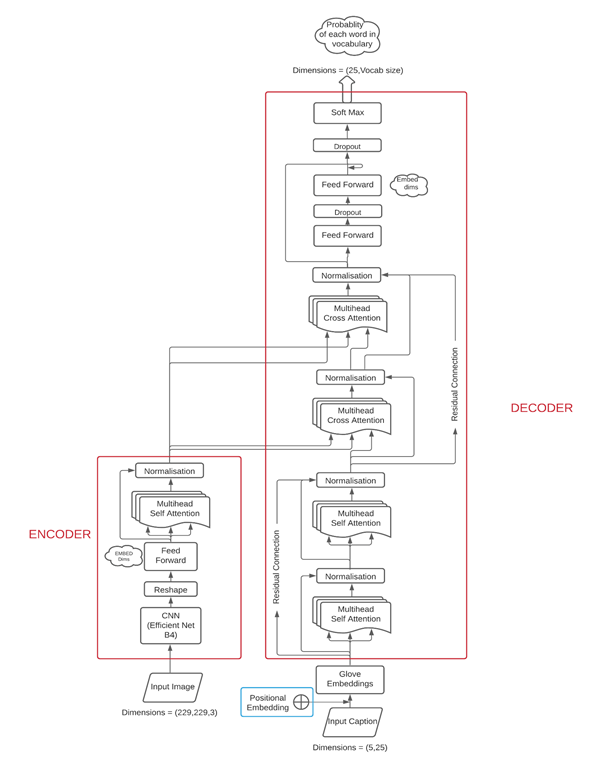 Probablity
of each word in
vocabulary
Dimensions = (25,Vocab size)
Soft Max
Dropout
Feed Forward
Embed
dims
Dropout
Feed Forward
Normalisation
Multihead
Cross Attention
Residual Connection
Normalisation
Multihead
Cross Attention
DECODER
Normalisation
Multihead
Self Attention
Residual Connection
Normalisation
Multihead
Self Attention
Glove
Embeddings
Positional
Embedding
Input Caption
Dimensions = (5,25)
ENCODER
Normalisation
Multihead
Self Attention
EMBED
Dims
Feed
Forward
Reshape
CNN
(Efficient Net
B4)
Input Image
Dimensions = (229,229,3)